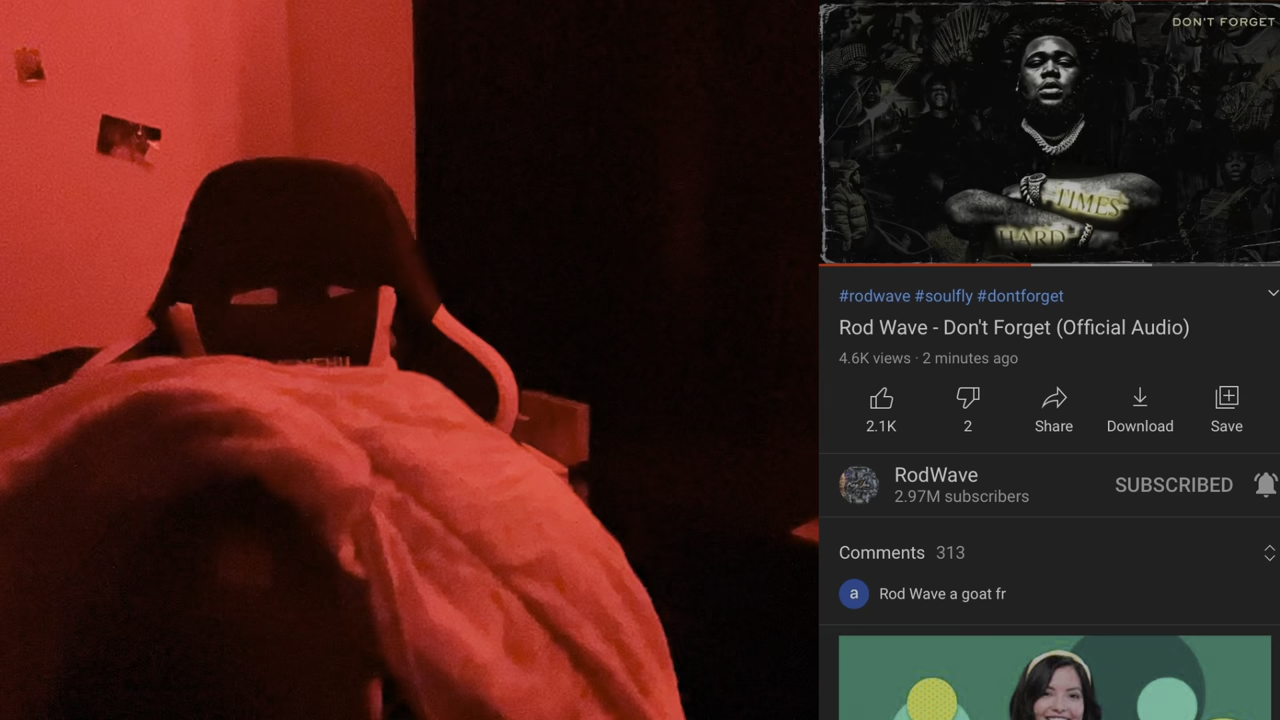 DON'T FORGET
TIMES
HARD
#rodwave #soulfly #dontforget
Rod Wave - Don't Forget (Official Audio)
4.6K views · 2 minutes ago
2.1K
2
Share
Download
Save
RodWave
2.97M subscribers
SUBSCRIBED
Comments 313
a
Rod Wave a goat fr